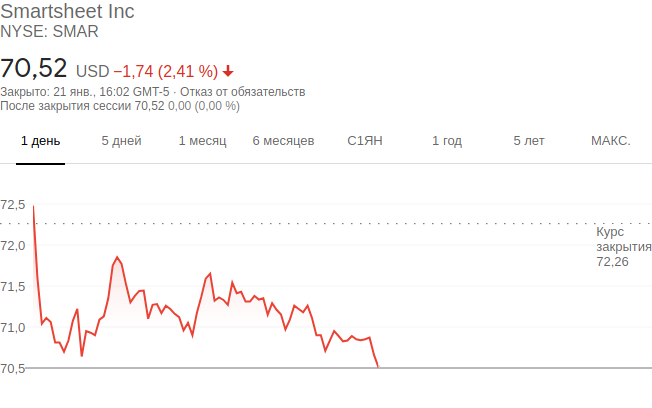 Smartsheet Inc
NYSE: SMAR
70,52 USD −1,74 (2,41 %)
Закрыто: 21 янв., 16:02 GMT-5 · Отказ от обязательств
После закрытия сессии 70,52 0,00 (0,00 %)
1 день 5 дней 1 месяц 6 месяцев С1ЯН 1 год 5 лет МАКС.
72,5
Курс
закрытия
72,26
72,0
71,5
71,0
70,5